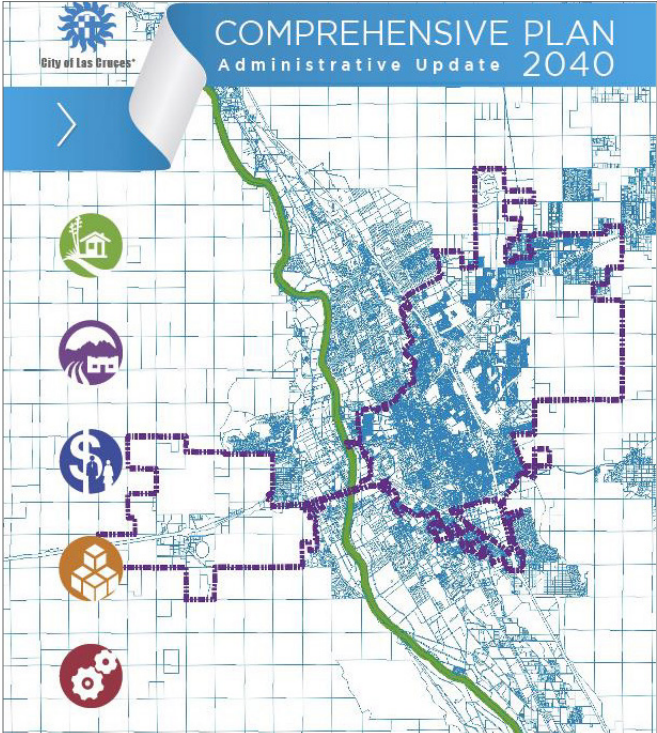 COMPREHENSIVE PLAN
Administrative Update 2040
City of Las Cruces®